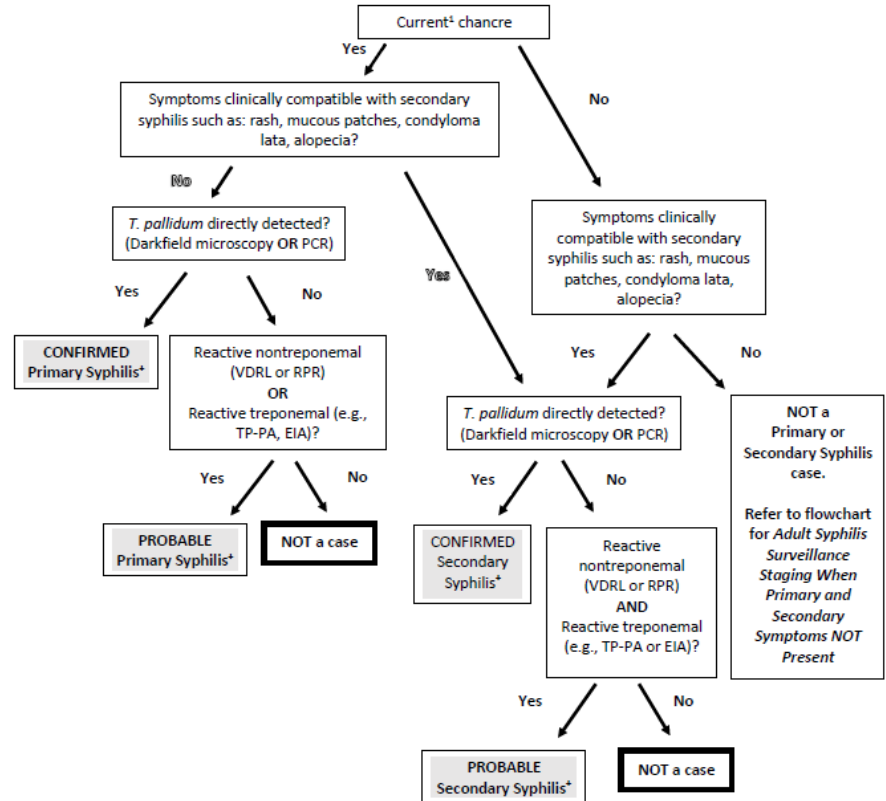 Current¹ chancre
Yes
No
Symptoms clinically compatible with secondary
syphilis such as: rash, mucous patches, condyloma
lata, alopecia?
No
Yes
T. pallidum directly detected?
(Darkfield microscopy OR PCR)
Yes
No
CONFIRMED
Primary Syphilis⁺
Reactive nontreponemal
(VDRL or RPR)
OR
Reactive treponemal (e.g.,
TP-PA, EIA)?
Yes
No
PROBABLE
Primary Syphilis⁺
NOT a case
Symptoms clinically
compatible with secondary
syphilis such as: rash, mucous
patches, condyloma lata,
alopecia?
Yes
No
T. pallidum directly detected?
(Darkfield microscopy OR PCR)
Yes
No
CONFIRMED
Secondary
Syphilis⁺
Reactive
nontreponemal
(VDRL or RPR)
AND
Reactive treponemal
(e.g., TP-PA or EIA)?
Yes
No
PROBABLE
Secondary Syphilis⁺
NOT a case
NOT a
Primary or
Secondary Syphilis
case.
Refer to flowchart
for Adult Syphilis
Surveillance
Staging When
Primary and
Secondary
Symptoms NOT
Present